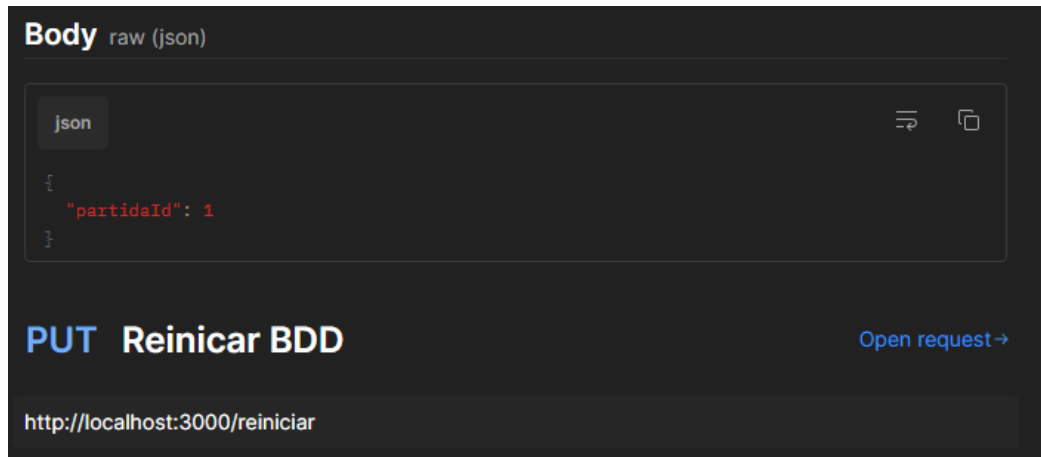 Body raw (json)
json
{
"partidaId": 1
}
PUT Reinicar BDD
Open request→
http://localhost:3000/reiniciar